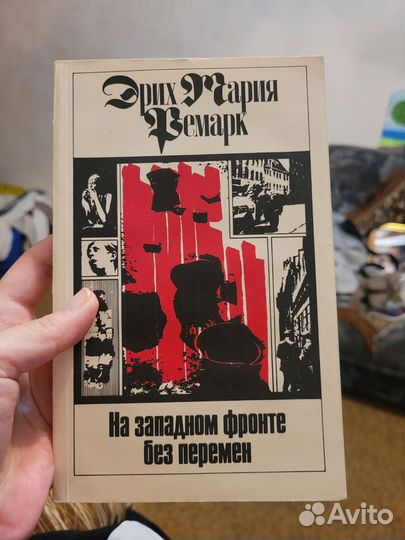 Эрих Мария
Ремарк
На западном фронте
без перемен
Avito